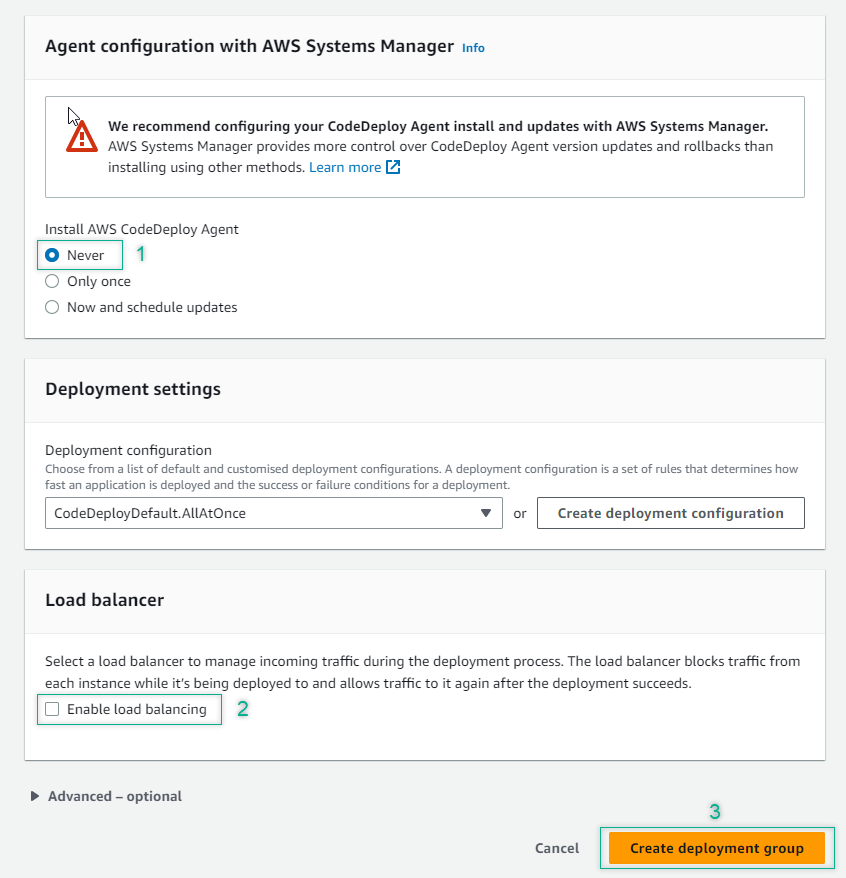 Agent configuration with AWS Systems Manager Info
We recommend configuring your CodeDeploy Agent install and updates with AWS Systems Manager.
AWS Systems Manager provides more control over CodeDeploy Agent version updates and rollbacks than
installing using other methods. Learn more
Install AWS CodeDeploy Agent
Never 1
Only once
Now and schedule updates
Deployment settings
Deployment configuration
Choose from a list of default and customised deployment configurations. A deployment configuration is a set of rules that determines how
fast an application is deployed and the success or failure conditions for a deployment.
CodeDeployDefault.AllAtOnce or Create deployment configuration
Load balancer
Select a load balancer to manage incoming traffic during the deployment process. The load balancer blocks traffic from
each instance while it's being deployed to and allows traffic to it again after the deployment succeeds.
Enable load balancing 2
Advanced – optional
3
Cancel Create deployment group